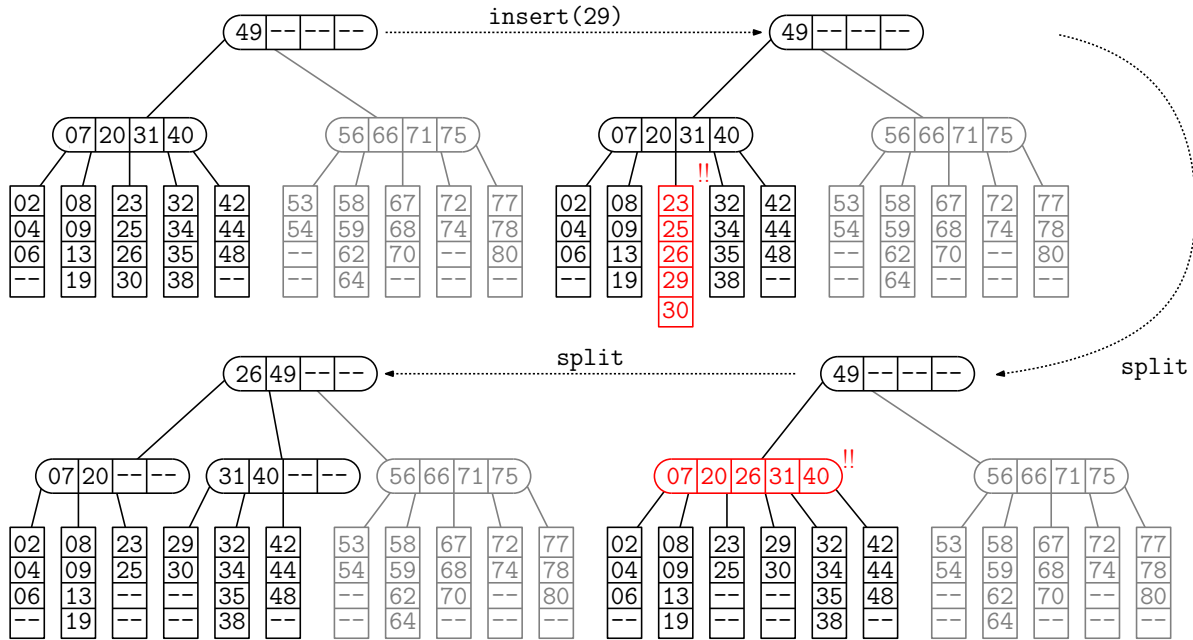 insert(29)
49 -- -- -- 49 -- -- --
07 20 31 40 56 66 71 75 07 20 31 40 56 66 71 75
!!
02 08 23 32 42 53 58 67 72 77 02 08 23 32 42 53 58 67 72 77
04 09 25 34 44 54 59 68 74 78 04 09 25 34 44 54 59 68 74 78
06 13 26 35 48 -- 62 70 -- 80 06 13 26 35 48 -- 62 70 -- 80
-- 19 30 38 -- -- 64 -- -- -- -- 19 29 38 -- -- 64 -- -- --
30
split
26 49 -- -- 49 -- -- --
split
07 20 -- -- 31 40 -- -- 56 66 71 75 07 20 26 31 40 !! 56 66 71 75
02 08 23 29 32 42 53 58 67 72 77 02 08 23 29 32 42 53 58 67 72 77
04 09 25 30 34 44 54 59 68 74 78 04 09 25 30 34 44 54 59 68 74 78
06 13 -- -- 35 48 -- 62 70 -- 80 06 13 -- -- 35 48 -- 62 70 -- 80
-- 19 -- -- 38 -- -- 64 -- -- -- -- 19 -- -- 38 -- -- 64 -- -- --